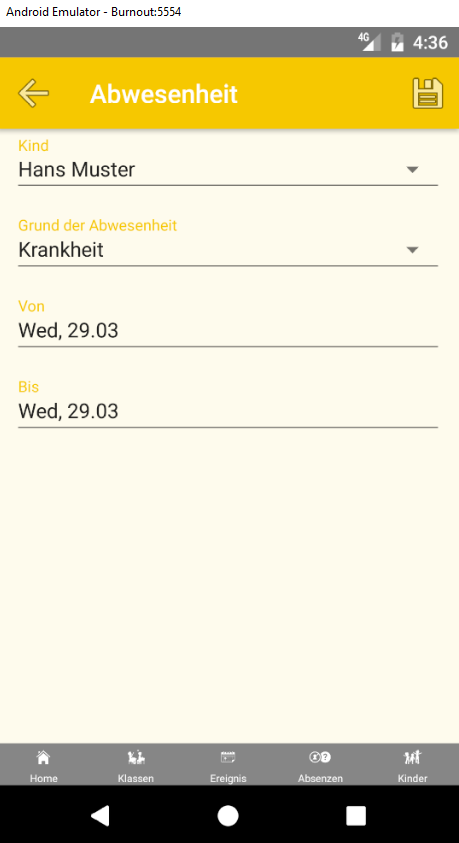 Android Emulator - Burnout:5554
4G 4:36
Abwesenheit
Kind
Hans Muster
Grund der Abwesenheit
Krankheit
Von
Wed, 29.03
Bis
Wed, 29.03
Home Klassen Ereignis Absenzen Kinder